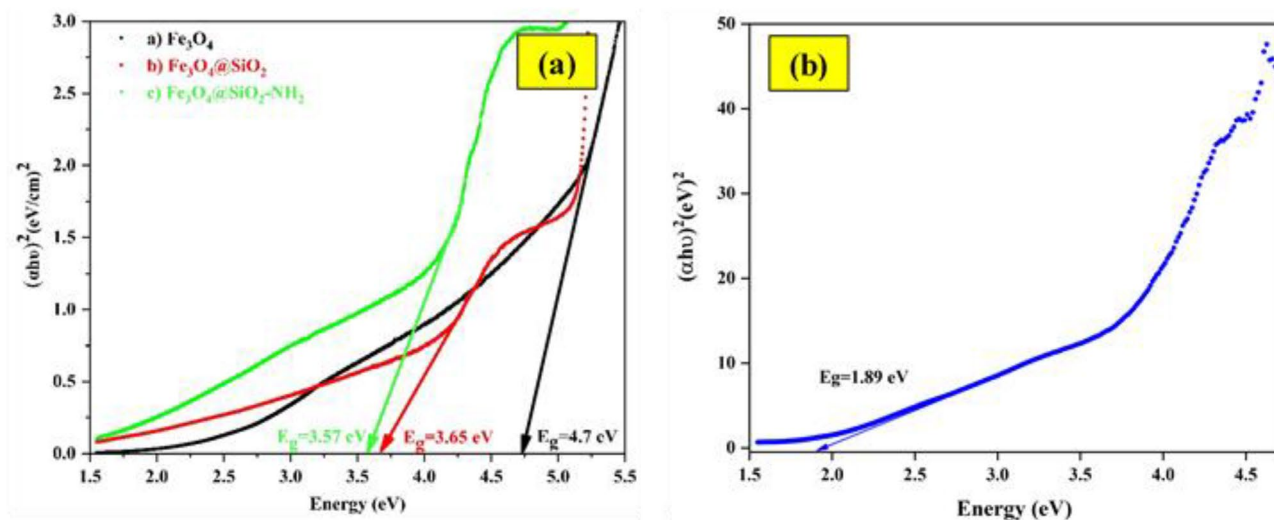 (a)
a) Fe₃O₄
b) Fe₃O₄@SiO₂
c) Fe₃O₄@SiO₂-NH₂
(αhυ)²(eV/cm)²
3.0
2.5
2.0
1.5
1.0
0.5
0.0
E_g=3.57 eV
E_g=3.65 eV
E_g=4.7 eV
1.5 2.0 2.5 3.0 3.5 4.0 4.5 5.0 5.5
Energy (eV)
(b)
(αhυ)²(eV)²
50
40
30
20
10
0
Eg=1.89 eV
1.5 2.0 2.5 3.0 3.5 4.0 4.5
Energy (eV)